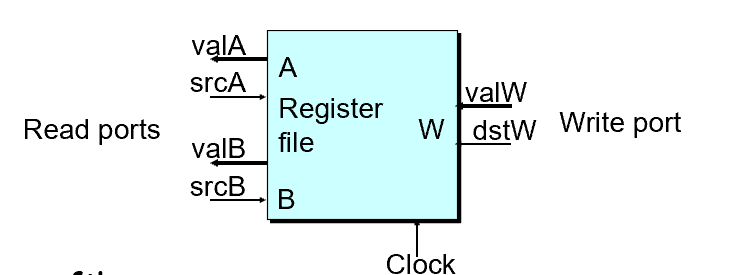 valA
A
srcA
Register
file
valW
W
dstW
Write port
Read ports
valB
srcB
B
Clock